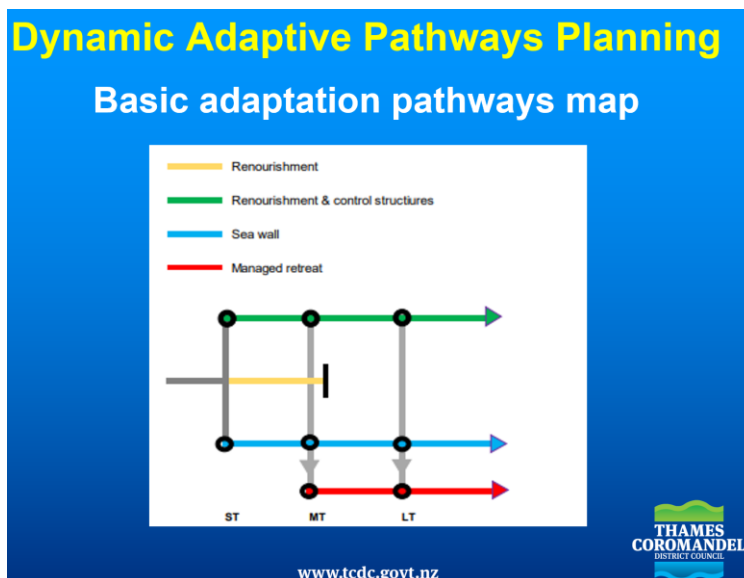 Dynamic Adaptive Pathways Planning
Basic adaptation pathways map
Renourishment
Renourishment & control structiures
Sea wall
Managed retreat
ST MT LT
THAMES
COROMANDEL
DISTRICT COUNCIL
www.tcdc.govt.nz